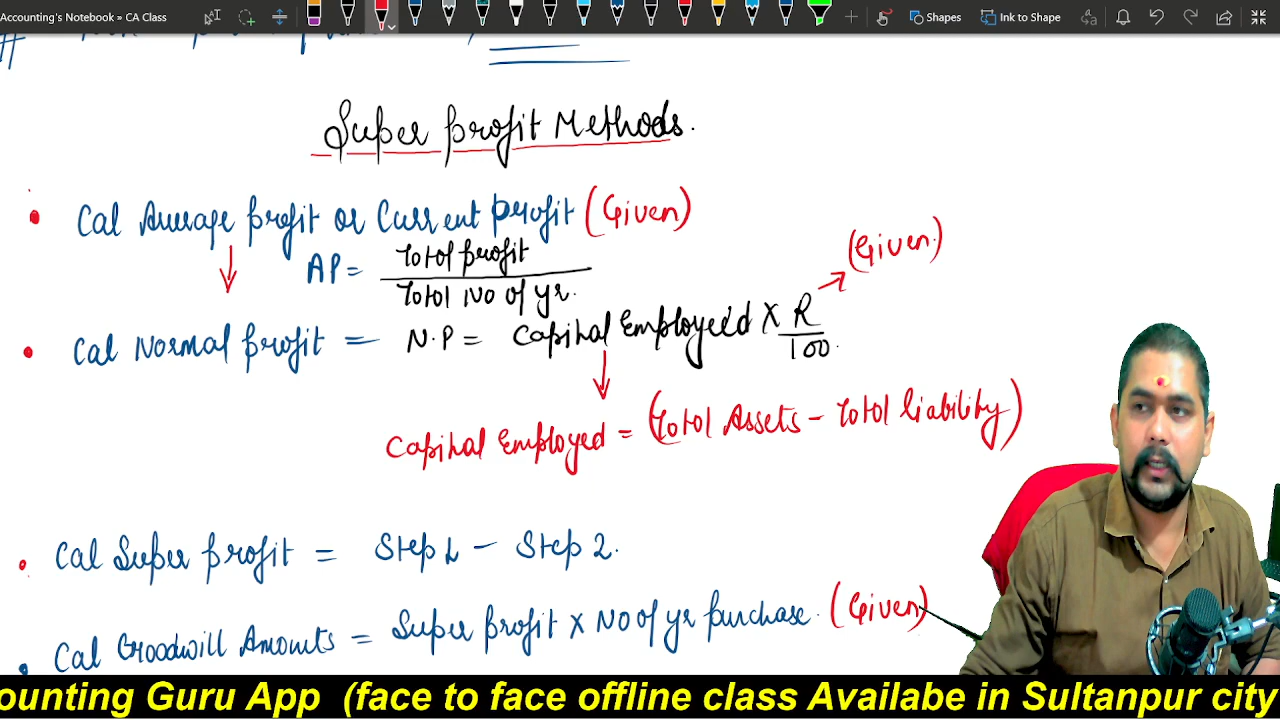 Accounting's Notebook » CA Class
Shapes
Ink to Shape
Super profit Methods.
Cal Average profit or Current profit (Given)
AP = Total profit
Total No of yr.
(Given)
Cal Normal profit = N.P = Capital Employeed X R
100
Capital Employed = (Total Assets - Total liability)
Cal Super profit = Step 1 - Step 2.
Cal Goodwill Amounts = Super profit x No of yr purchase. (Given)
ounting Guru App (face to face offline class Availabe in Sultanpur city